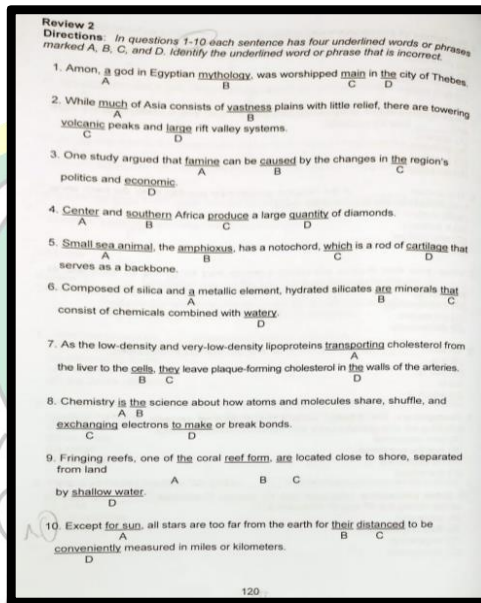 Review 2
Directions: In questions 1-10 each sentence has four underlined words or phrases
marked A, B, C, and D. Identify the underlined word or phrase that is incorrect.
1. Amon, a god in Egyptian mythology, was worshipped main in the city of Thebes.
A B C D
2. While much of Asia consists of vastness plains with little relief, there are towering
A B
volcanic peaks and large rift valley systems.
C D
3. One study argued that famine can be caused by the changes in the region's
A B C
politics and economic.
D
4. Center and southern Africa produce a large quantity of diamonds.
A B C D
5. Small sea animal, the amphioxus, has a notochord, which is a rod of cartilage that
A B C D
serves as a backbone.
6. Composed of silica and a metallic element, hydrated silicates are minerals that
A B C
consist of chemicals combined with watery.
D
7. As the low-density and very-low-density lipoproteins transporting cholesterol from
A
the liver to the cells, they leave plaque-forming cholesterol in the walls of the arteries.
B C D
8. Chemistry is the science about how atoms and molecules share, shuffle, and
A B
exchanging electrons to make or break bonds.
C D
9. Fringing reefs, one of the coral reef form, are located close to shore, separated
from land
A B C
by shallow water.
D
10. Except for sun, all stars are too far from the earth for their distanced to be
A B C
conveniently measured in miles or kilometers.
D
120